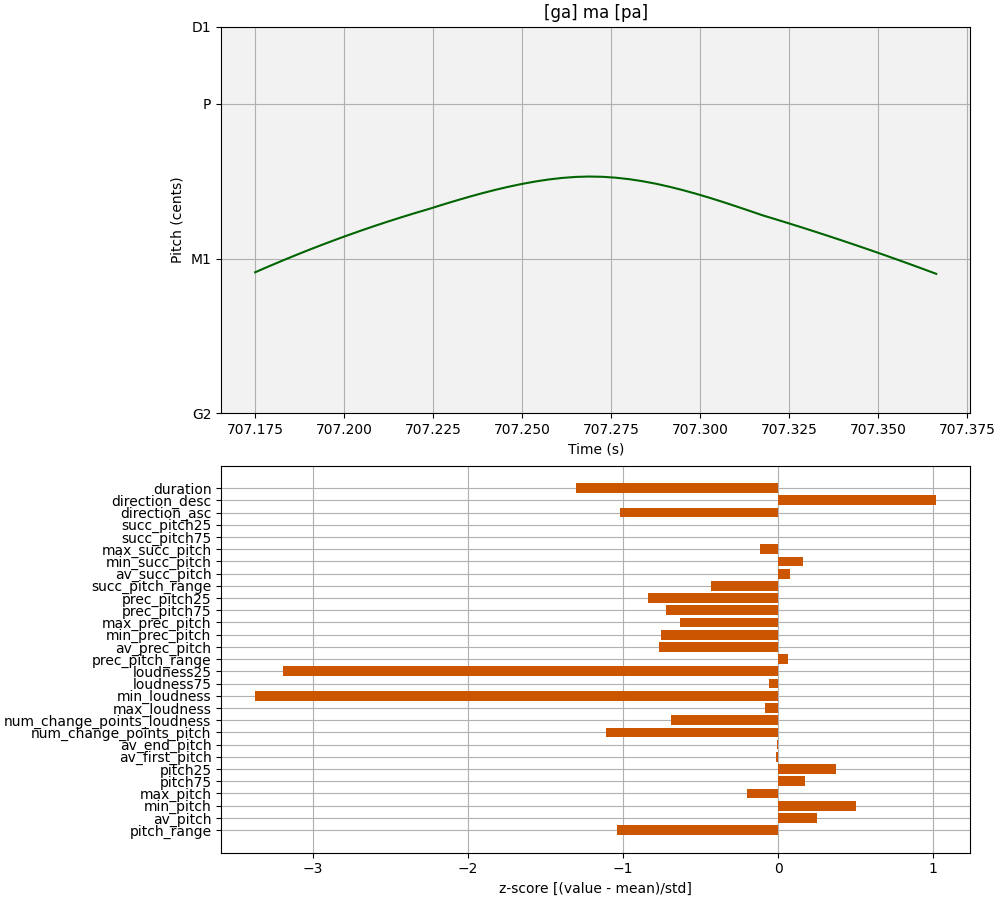 [ga] ma [pa]
D1
P
M1
G2
Pitch (cents)
707.175 707.200 707.225 707.250 707.275 707.300 707.325 707.350 707.375
Time (s)
duration
direction_desc
direction_asc
succ_pitch25
succ_pitch75
max_succ_pitch
min_succ_pitch
av_succ_pitch
succ_pitch_range
prec_pitch25
prec_pitch75
max_prec_pitch
min_prec_pitch
av_prec_pitch
prec_pitch_range
loudness25
loudness75
min_loudness
max_loudness
num_change_points_loudness
num_change_points_pitch
av_end_pitch
av_first_pitch
pitch25
pitch75
max_pitch
min_pitch
av_pitch
pitch_range
−3 −2 −1 0 1
z-score [(value - mean)/std]